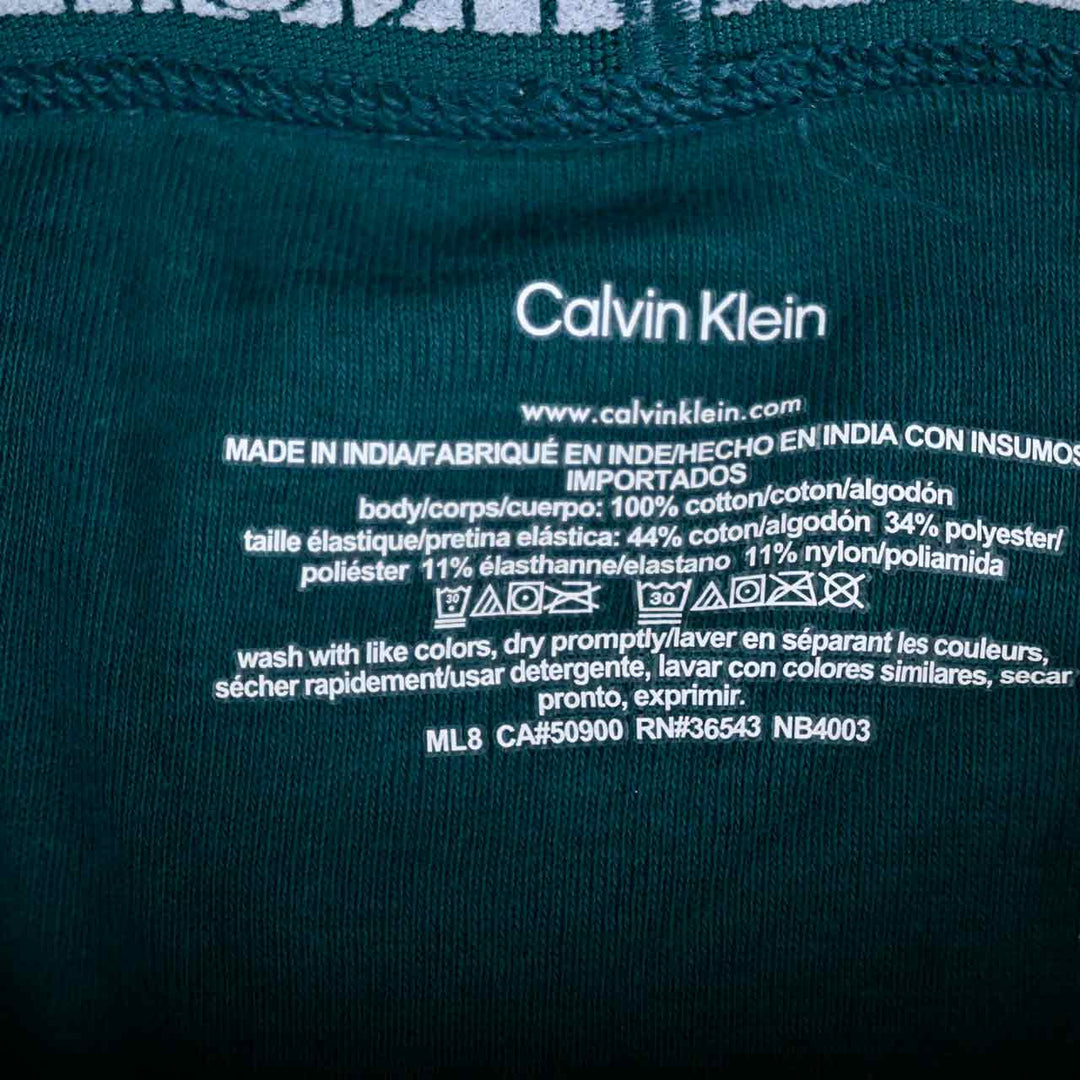 Calvin Klein
www.calvinklein.com
MADE IN INDIA/FABRIQUÉ EN INDE/HECHO EN INDIA CON INSUMOS
IMPORTADOS
body/corps/cuerpo: 100% cotton/coton/algodón
taille élastique/pretina elástica: 44% coton/algodón 34% polyester/
poliéster 11% élasthanne/elastano 11% nylon/poliamida
30 30
wash with like colors, dry promptly/laver en séparant les couleurs,
sécher rapidement/usar detergente, lavar con colores similares, secar
pronto, exprimir.
ML8 CA#50900 RN#36543 NB4003